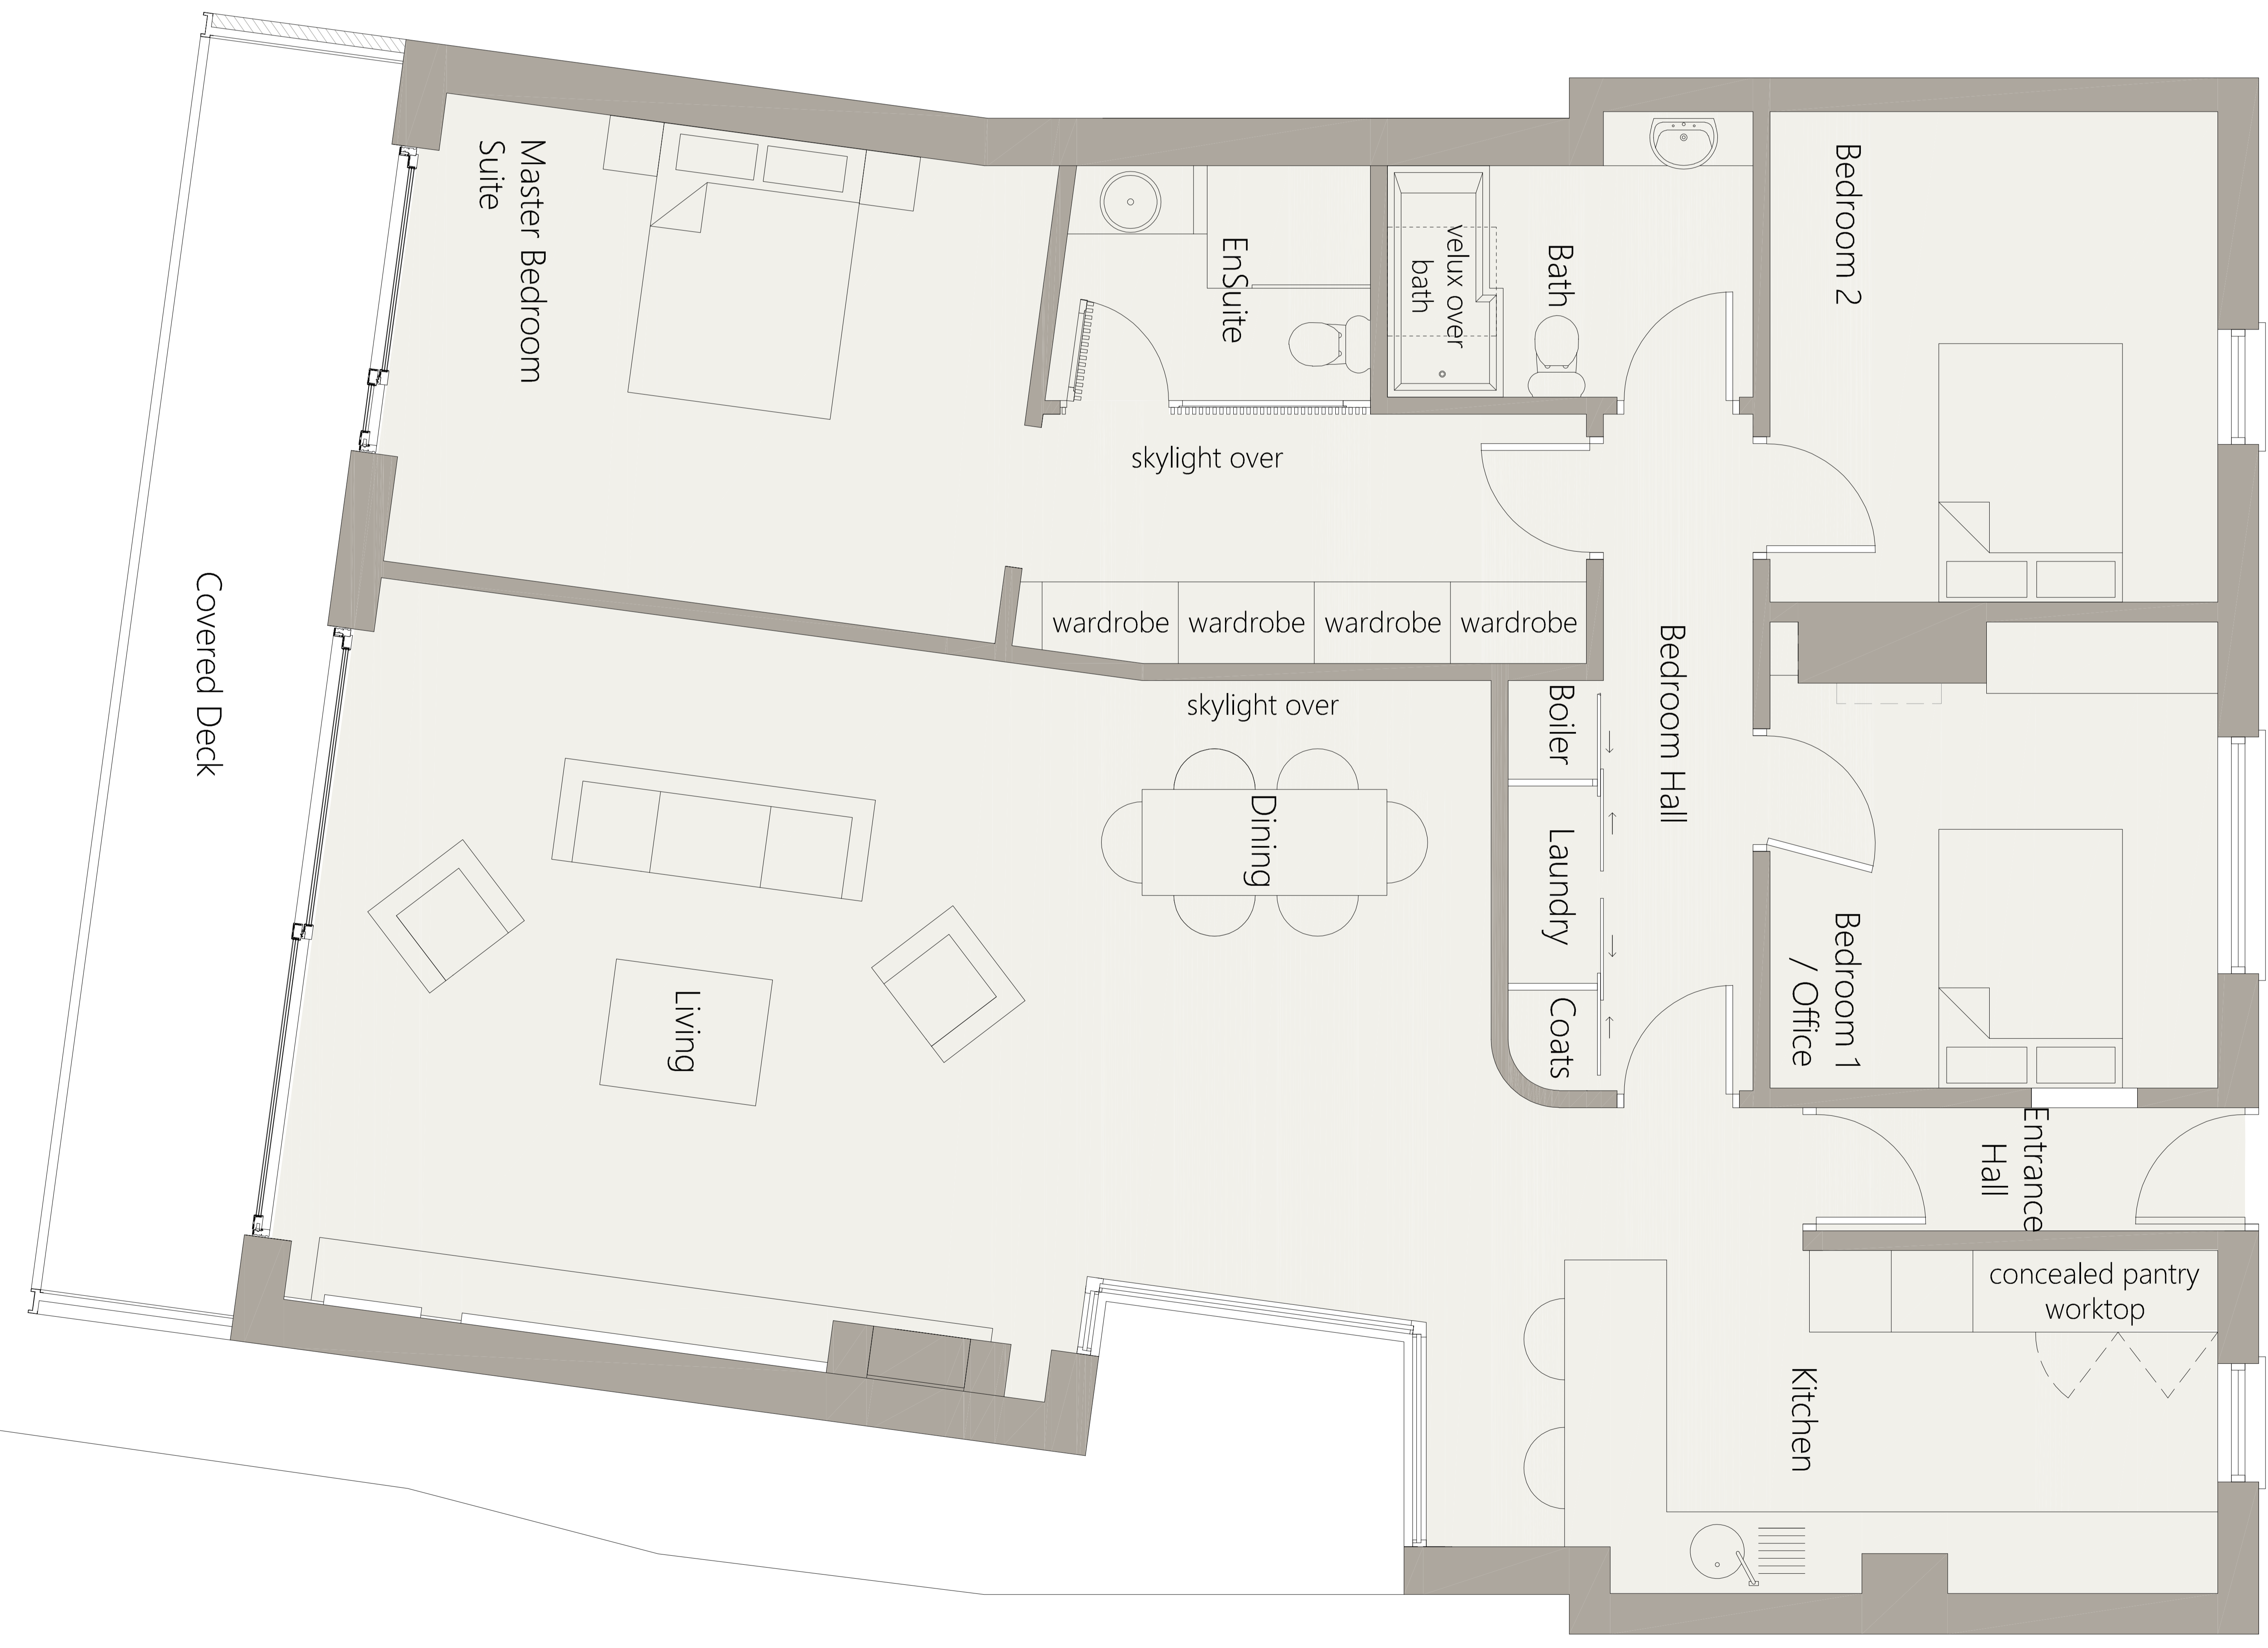 Master Bedroom
Suite
EnSuite
velux over
bath
Bath
Bedroom 2
skylight over
wardrobe
wardrobe
wardrobe
wardrobe
Covered Deck
skylight over
Boiler
Bedroom Hall
Dining
Laundry
Coats
Bedroom 1
/ Office
Living
Entrance
Hall
concealed pantry
worktop
Kitchen